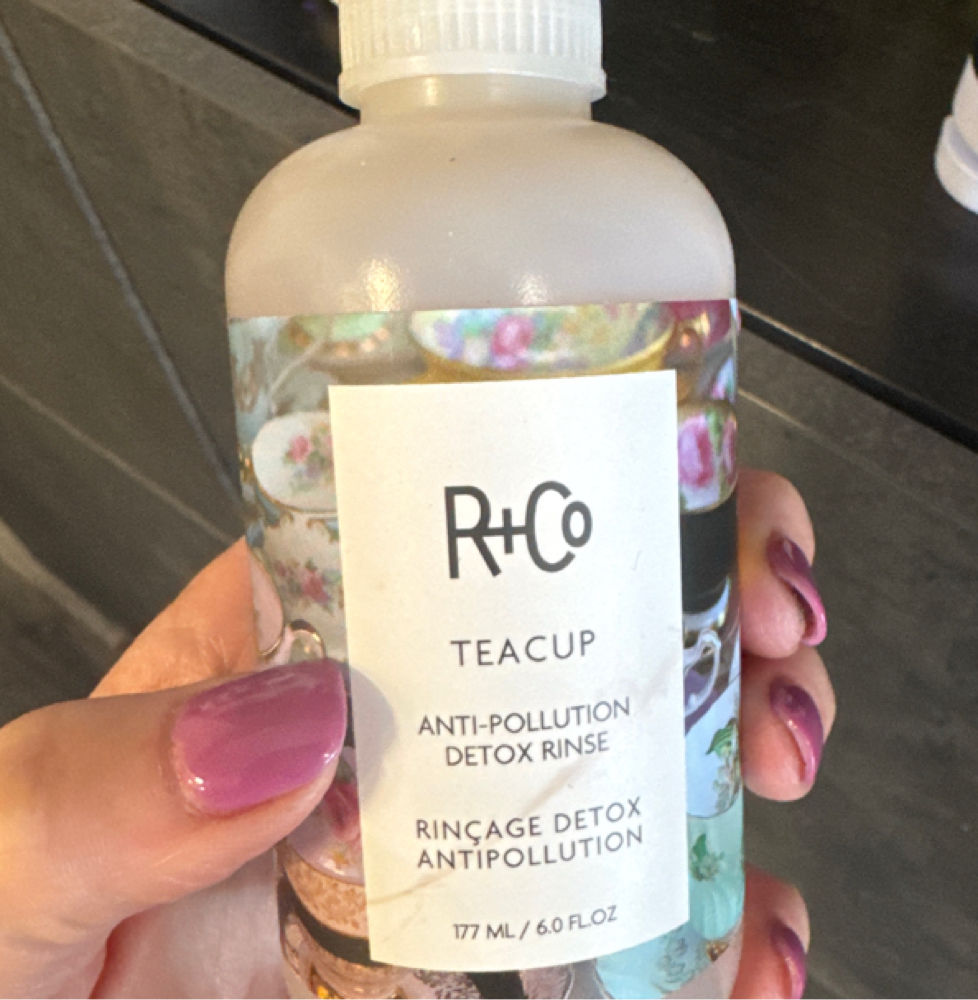 R+Co
TEACUP
ANTI-POLLUTION
DETOX RINSE
RINÇAGE DETOX
ANTIPOLLUTION
177 ML / 6.0 FL.OZ